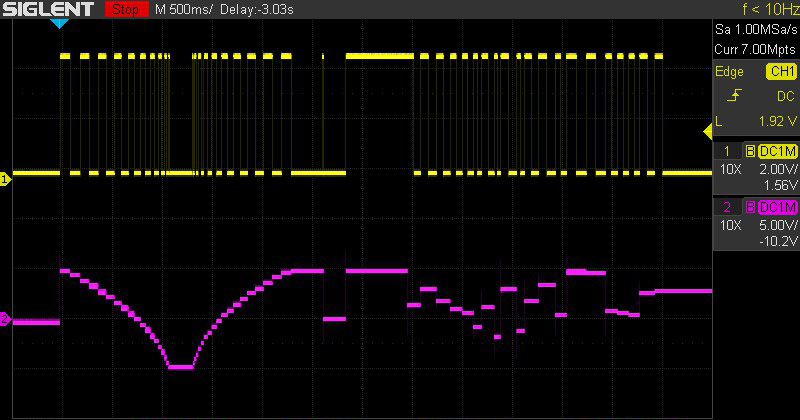 SIGLENT Stop M 500ms/ Delay:-3.03s f < 10Hz
Sa 1.00MSa/s
Curr 7.00Mpts
Edge CH1
DC
L 1.92 V
1 B DC1M
10X 2.00V/
1.56V
2 B DC1M
10X 5.00V/
-10.2V
1
2